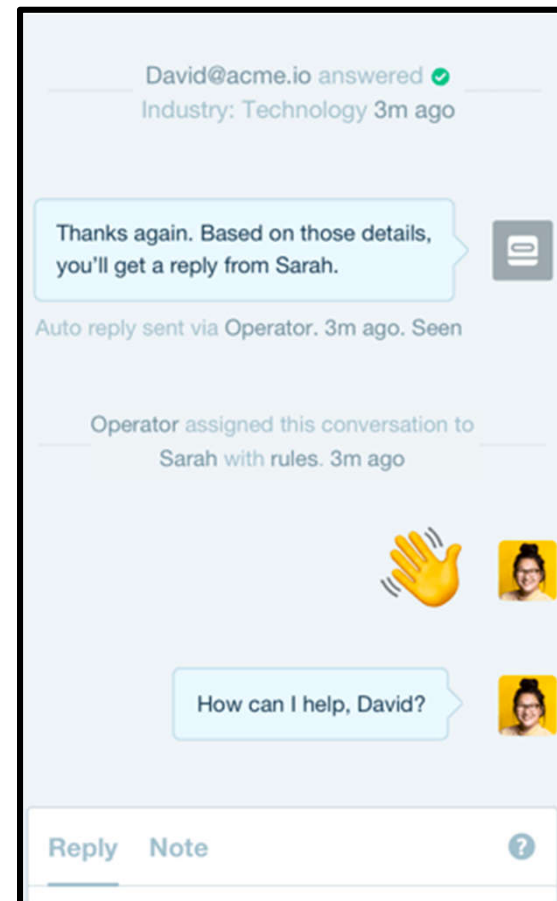 David@acme.io answered
Industry: Technology 3m ago
Thanks again. Based on those details,
you'll get a reply from Sarah.
Auto reply sent via Operator. 3m ago. Seen
Operator assigned this conversation to
Sarah with rules. 3m ago
How can I help, David?
Reply Note ?